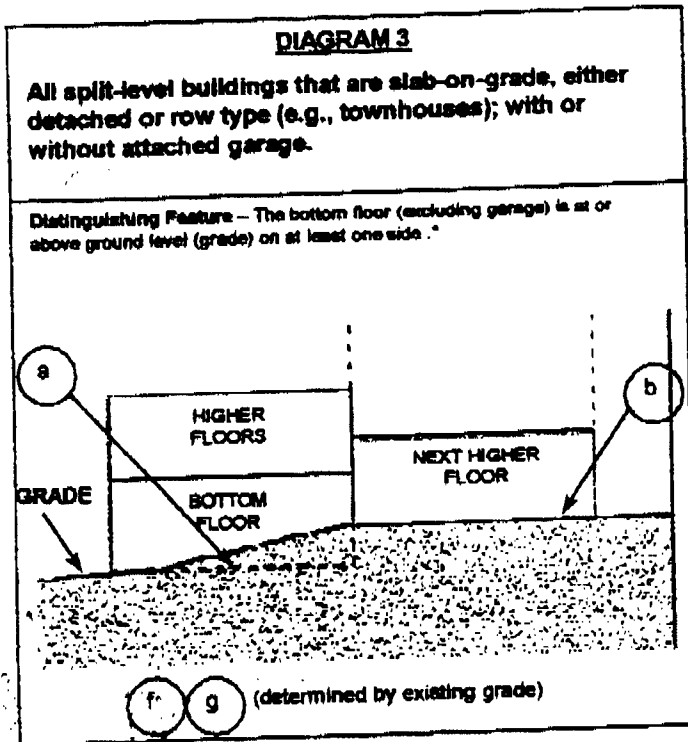 DIAGRAM 3
All split-level buildings that are slab-on-grade, either
detached or row type (e.g., townhouses); with or
without attached garage.
Distinguishing Feature – The bottom floor (excluding garage) is at or
above ground level (grade) on at least one side .*
a
b
HIGHER
FLOORS
NEXT HIGHER
FLOOR
GRADE
BOTTOM
FLOOR
f
g
(determined by existing grade)